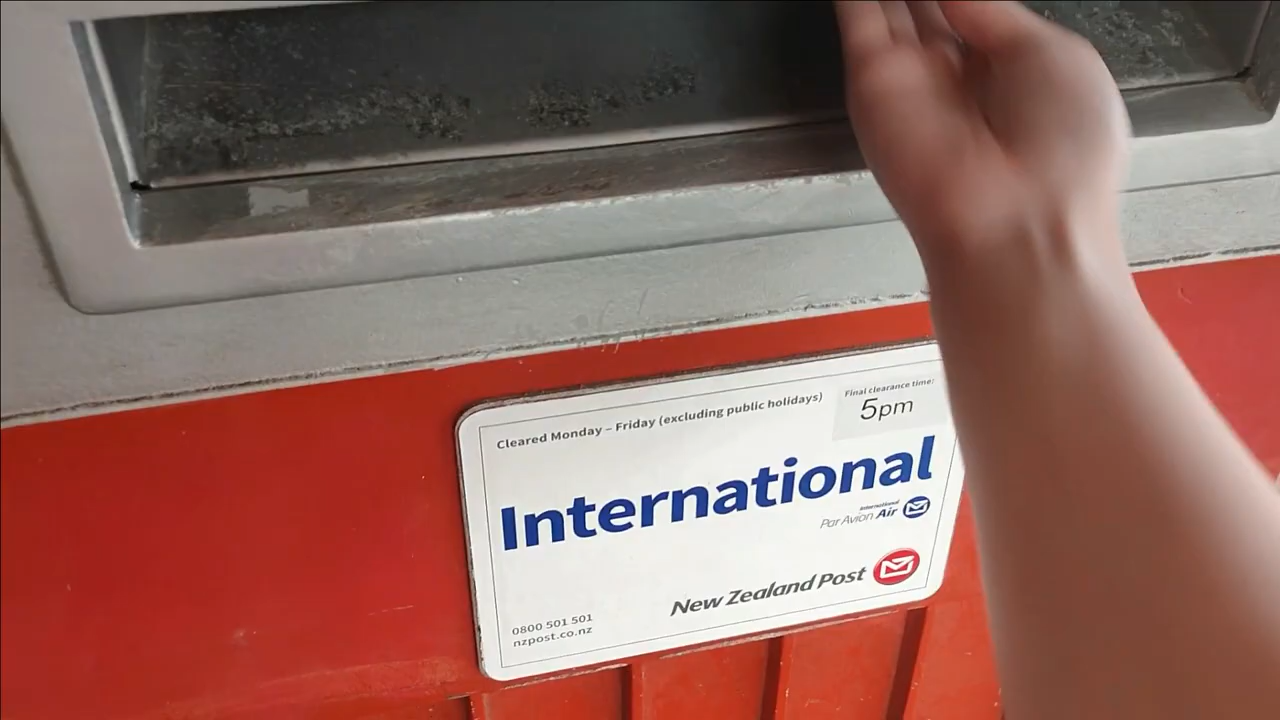 Cleared Monday – Friday (excluding public holidays)
Final clearance time:
5pm
International
International
Par Avion Air
New Zealand Post
0800 501 501
nzpost.co.nz